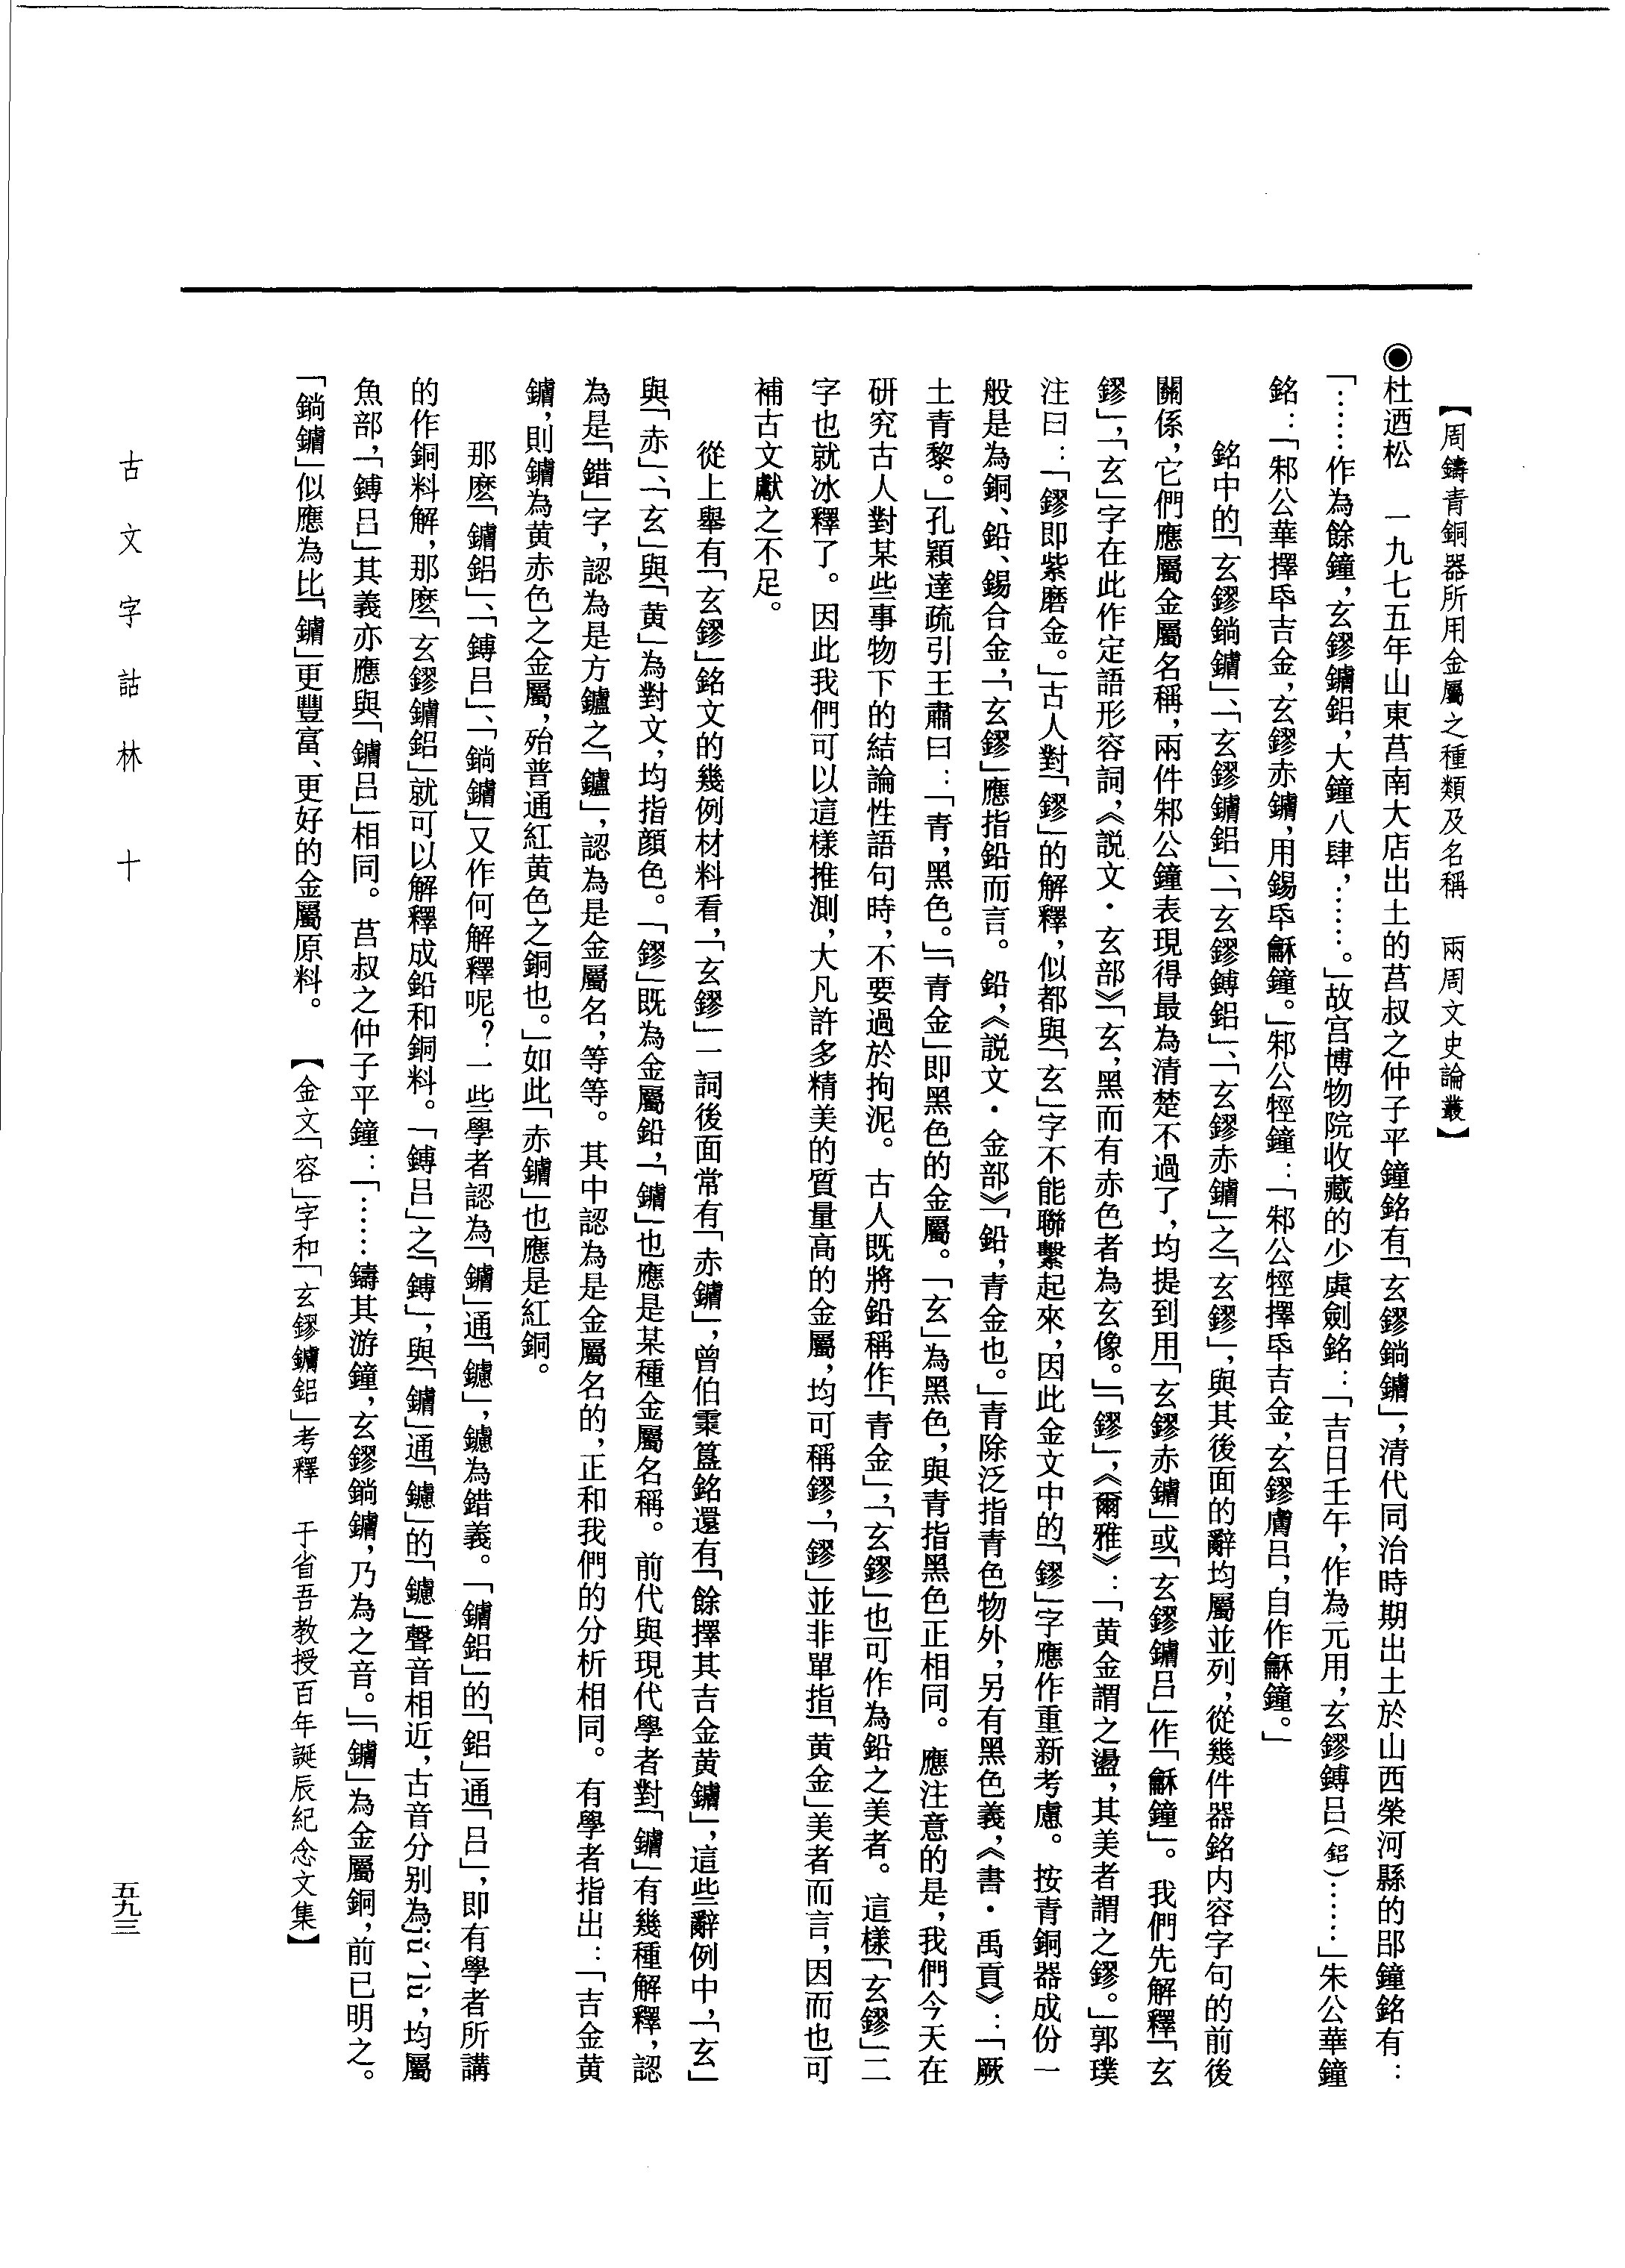 【周鑄青銅器所用金屬之種類及名稱　兩周文史論叢】
◉杜迺松　一九七五年山東莒南大店出土的莒叔之仲子平鐘銘有「玄鏐鋿鏞」，清代同治時期出土於山西榮河縣的郘鐘銘有：
「……作為餘鐘，玄鏐鏞鋁，大鐘八肆，……。」故宫博物院收藏的少虡劍銘：「吉日壬午，作為元用，玄鏐鎛呂（鋁）……」朱公華鐘
銘：「邾公華擇氒吉金，玄鏐赤鏞，用錫氒龢鐘。」邾公牼鐘：「邾公牼擇氒吉金，玄鏐膚呂，自作龢鐘。」
銘中的「玄鏐鋿鏞」、「玄鏐鏞鋁」、「玄鏐鎛鋁」、「玄鏐赤鏞」之「玄鏐」，與其後面的辭均屬並列，從幾件器銘内容字句的前後
關係，它們應屬金屬名稱，兩件邾公鐘表現得最為清楚不過了，均提到用「玄鏐赤鏞」或「玄鏐鏞呂」作「龢鐘」。我們先解釋「玄
鏐」，「玄」字在此作定語形容詞，《説文・玄部》「玄，黑而有赤色者為玄像。」「鏐」，《爾雅》：「黄金謂之璗，其美者謂之鏐。」郭璞
注曰：「鏐即紫磨金。」古人對「鏐」的解釋，似都與「玄」字不能聯繫起來，因此金文中的「鏐」字應作重新考慮。按青銅器成份一
般是為銅、鉛、錫合金，「玄鏐」應指鉛而言。鉛，《説文・金部》「鉛，青金也。」青除泛指青色物外，另有黑色義，《書・禹貢》：「厥
土青黎。」孔穎達疏引王肅曰：「青，黑色。」「青金」即黑色的金屬。「玄」為黑色，與青指黑色正相同。應注意的是，我們今天在
研究古人對某些事物下的結論性語句時，不要過於拘泥。古人既將鉛稱作「青金」，「玄鏐」也可作為鉛之美者。這樣「玄鏐」二
字也就冰釋了。因此我們可以這樣推測，大凡許多精美的質量高的金屬，均可稱鏐，「鏐」並非單指「黄金」美者而言，因而也可
補古文獻之不足。
從上舉有「玄鏐」銘文的幾例材料看，「玄鏐」一詞後面常有「赤鏞」，曾伯霥簠銘還有「餘擇其吉金黄鏞」，這些辭例中，「玄」
與「赤」、「玄」與「黄」為對文，均指顔色。「鏐」既為金屬鉛，「鏞」也應是某種金屬名稱。前代與現代學者對「鏞」有幾種解釋，認
為是「錯」字，認為是方鑪之「鑪」，認為是金屬名，等等。其中認為是金屬名的，正和我們的分析相同。有學者指出：「吉金黄
鏞，則鏞為黄赤色之金屬，殆普通紅黄色之銅也。」如此「赤鏞」也應是紅銅。
那麽「鏞鋁」、「鎛呂」、「鋿鏞」又作何解釋呢？一些學者認為「鏞」通「鑢」，鑢為錯義。「鏞鋁」的「鋁」通「呂」，即有學者所講
的作銅料解，那麽「玄鏐鏞鋁」就可以解釋成鉛和銅料。「鎛呂」之「鎛」，與「鏞」通「鑢」的「鑢」聲音相近，古音分别為ju、lu，均屬
魚部，「鎛呂」其義亦應與「鏞呂」相同。莒叔之仲子平鐘：「……鑄其游鐘，玄鏐鋿鏞，乃為之音。」「鏞」為金屬銅，前已明之。
「鋿鏞」似應為比「鏞」更豐富、更好的金屬原料。　【金文「容」字和「玄鏐鏞鋁」考釋　于省吾教授百年誕辰紀念文集】
古文字詁林　十
五九三